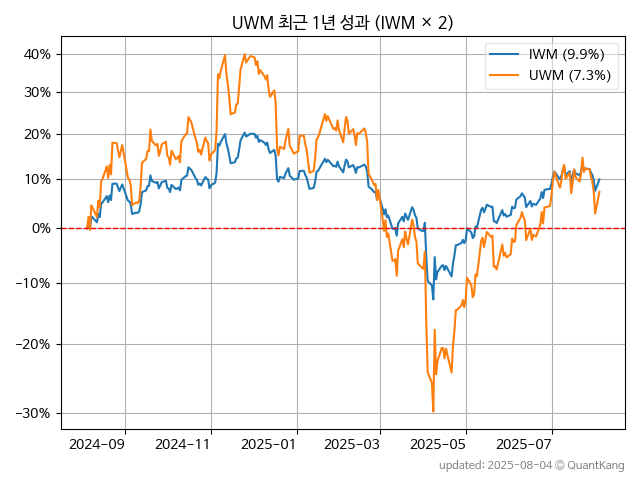 UWM 최근 1년 성과 (IWM × 2)
IWM (9.9%)
UWM (7.3%)
40%
30%
20%
10%
0%
−10%
−20%
−30%
2024-09 2024-11 2025-01 2025-03 2025-05 2025-07
updated: 2025-08-04 © QuantKang